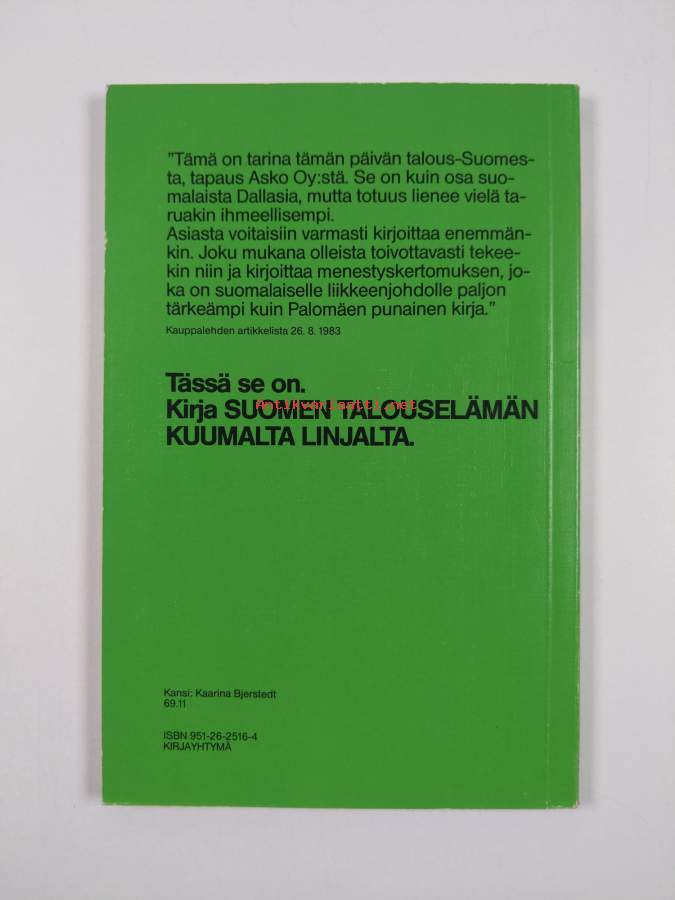 "Tämä on tarina tämän päivän talous-Suomes-
ta, tapaus Asko Oy:stä. Se on kuin osa suo-
malaista Dallasia, mutta totuus lienee vielä ta-
ruakin ihmeellisempi.
Asiasta voitaisiin varmasti kirjoittaa enemmän-
kin. Joku mukana olleista toivottavasti tekee-
kin niin ja kirjoittaa menestyskertomuksen, jo-
ka on suomalaiselle liikkeenjohdolle paljon
tärkeämpi kuin Palomäen punainen kirja."
Kauppalehden artikkelista 26. 8. 1983
Tässä se on.
Kirja SUOMEN TALOUSELÄMÄN
Antikvariaatti.net
KUUMALTA LINJALTA.
Kansi: Kaarina Bjerstedt
69.11
ISBN 951-26-2516-4
KIRJAYHTYMÄ